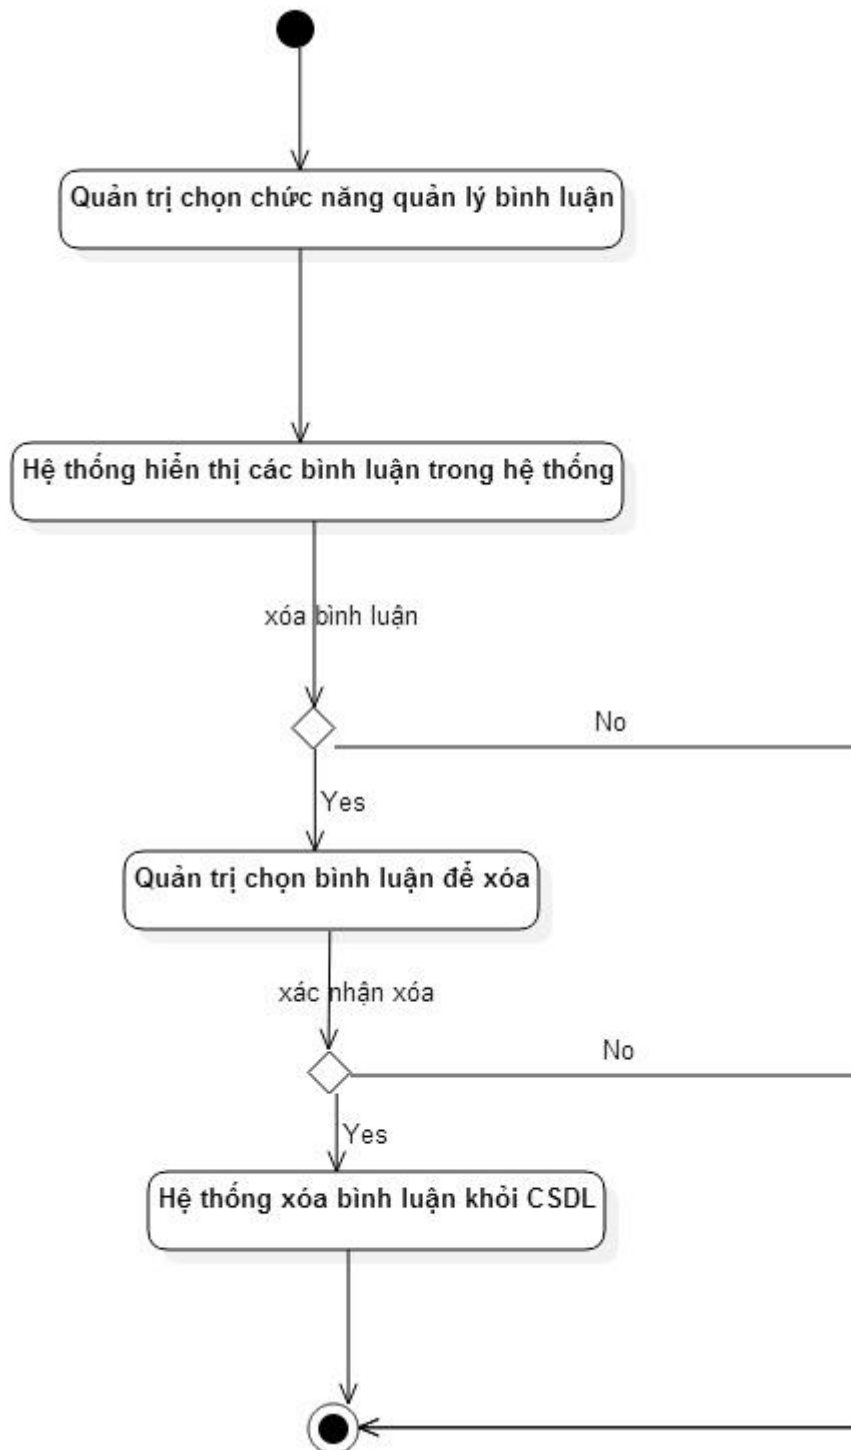 Quản trị chọn chức năng quản lý bình luận
Hệ thống hiển thị các bình luận trong hệ thống
xóa bình luận
No
Yes
Quản trị chọn bình luận để xóa
xác nhận xóa
No
Yes
Hệ thống xóa bình luận khỏi CSDL